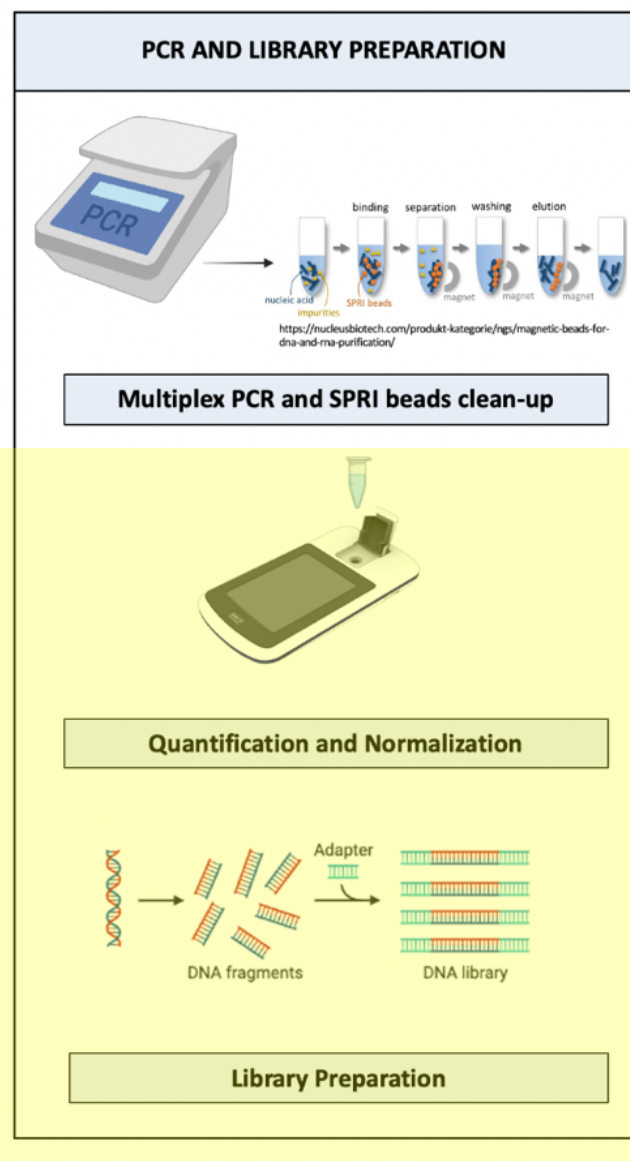 PCR AND LIBRARY PREPARATION
PCR
binding separation washing elution
nucleic acid
impurities
SPRI beads
magnet
magnet
magnet
https://nucleusbiotech.com/produkt-kategorie/ngs/magnetic-beads-for-
dna-and-rna-purification/
Multiplex PCR and SPRI beads clean-up
Quantification and Normalization
Adapter
DNA fragments
DNA library
Library Preparation